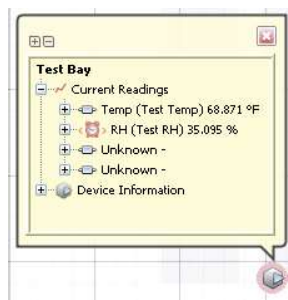 Test Bay
Current Readings
Temp (Test Temp) 68.871 °F
RH (Test RH) 35.095 %
Unknown -
Unknown -
Device Information